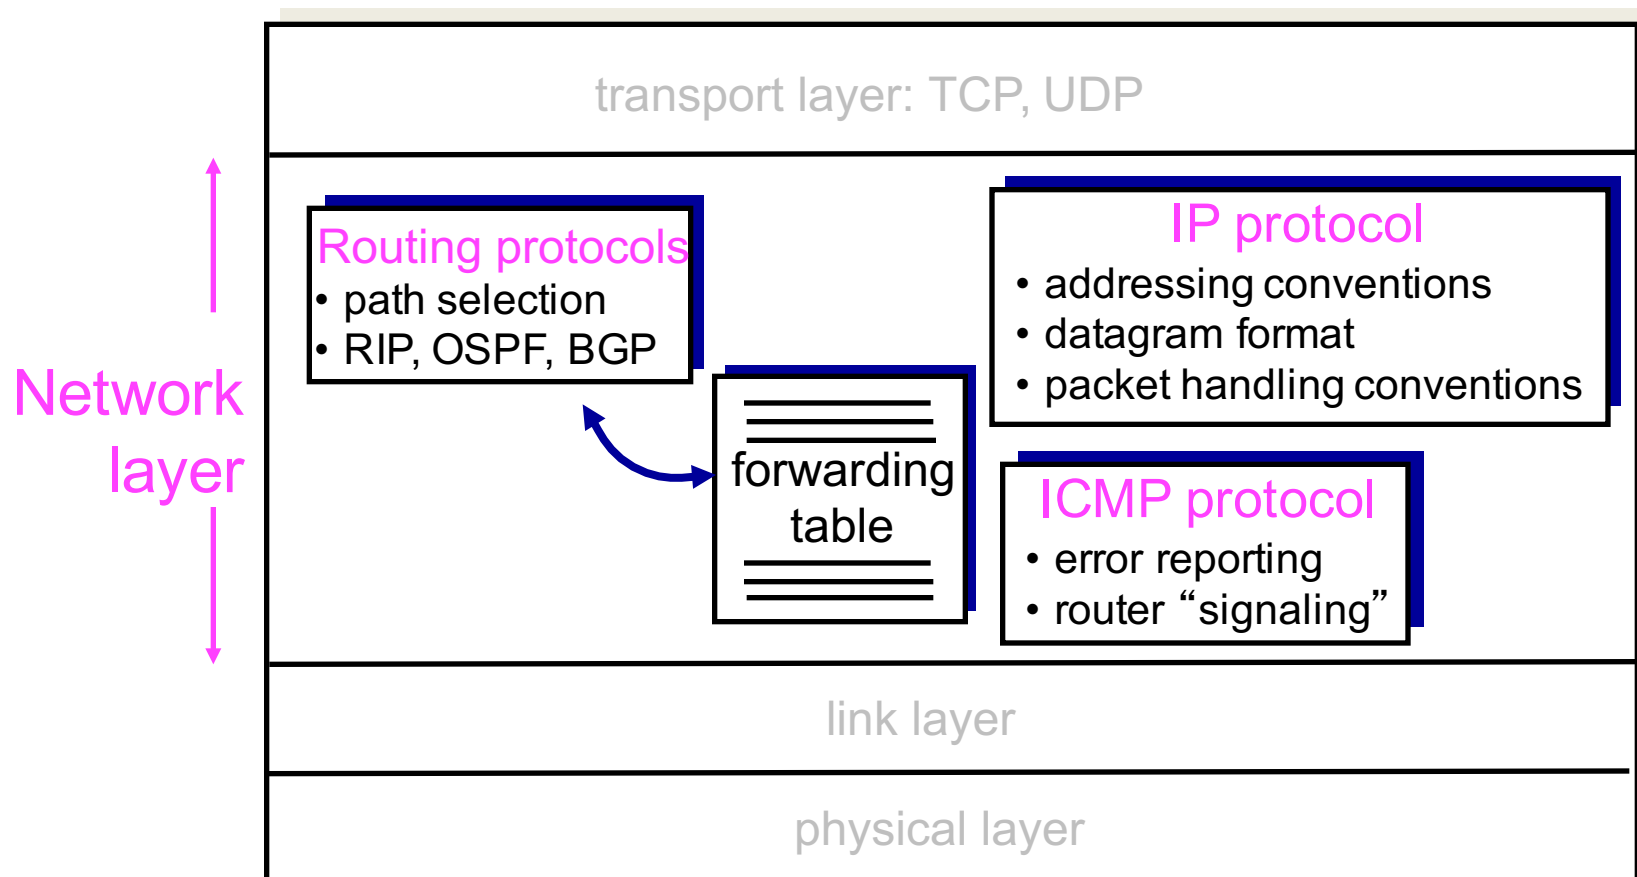 transport layer: TCP, UDP
Network
layer
Routing protocols
• path selection
• RIP, OSPF, BGP
forwarding
table
IP protocol
• addressing conventions
• datagram format
• packet handling conventions
ICMP protocol
• error reporting
• router “signaling”
link layer
physical layer